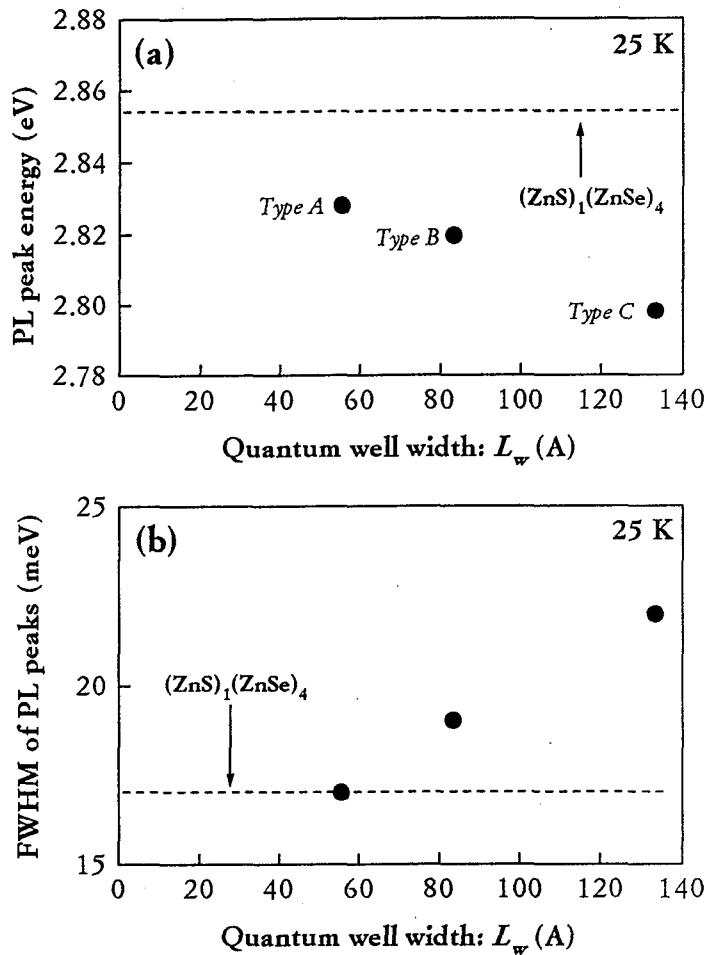 2.88
(a)
25 K
2.86
2.84
2.82
2.80
2.78
PL peak energy (eV)
(ZnS)₁(ZnSe)₄
Type A
Type B
Type C
0 20 40 60 80 100 120 140
Quantum well width: L_w (A)
25
(b)
25 K
20
15
FWHM of PL peaks (meV)
(ZnS)₁(ZnSe)₄
0 20 40 60 80 100 120 140
Quantum well width: L_w (A)